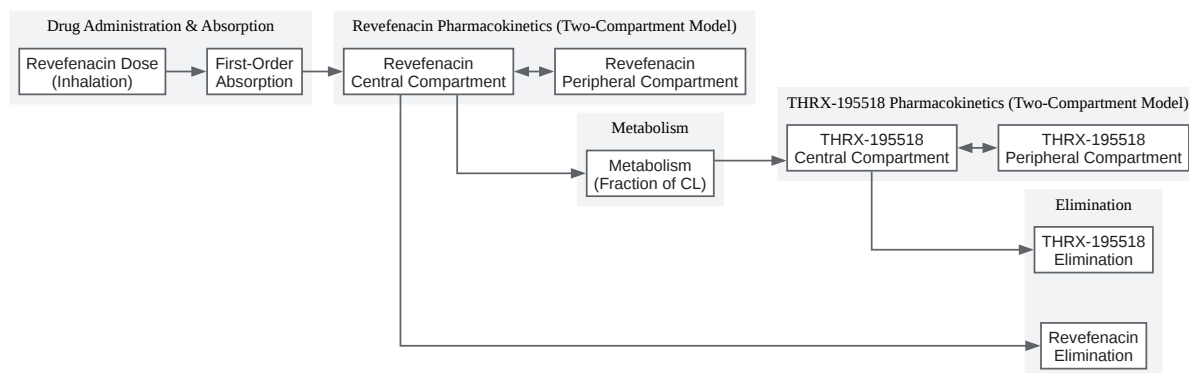 Drug Administration & Absorption
Revefenacin Dose
(Inhalation)
First-Order
Absorption
Revefenacin Pharmacokinetics (Two-Compartment Model)
Revefenacin
Central Compartment
Revefenacin
Peripheral Compartment
Metabolism
Metabolism
(Fraction of CL)
THRX-195518 Pharmacokinetics (Two-Compartment Model)
THRX-195518
Central Compartment
THRX-195518
Peripheral Compartment
Elimination
THRX-195518
Elimination
Revefenacin
Elimination